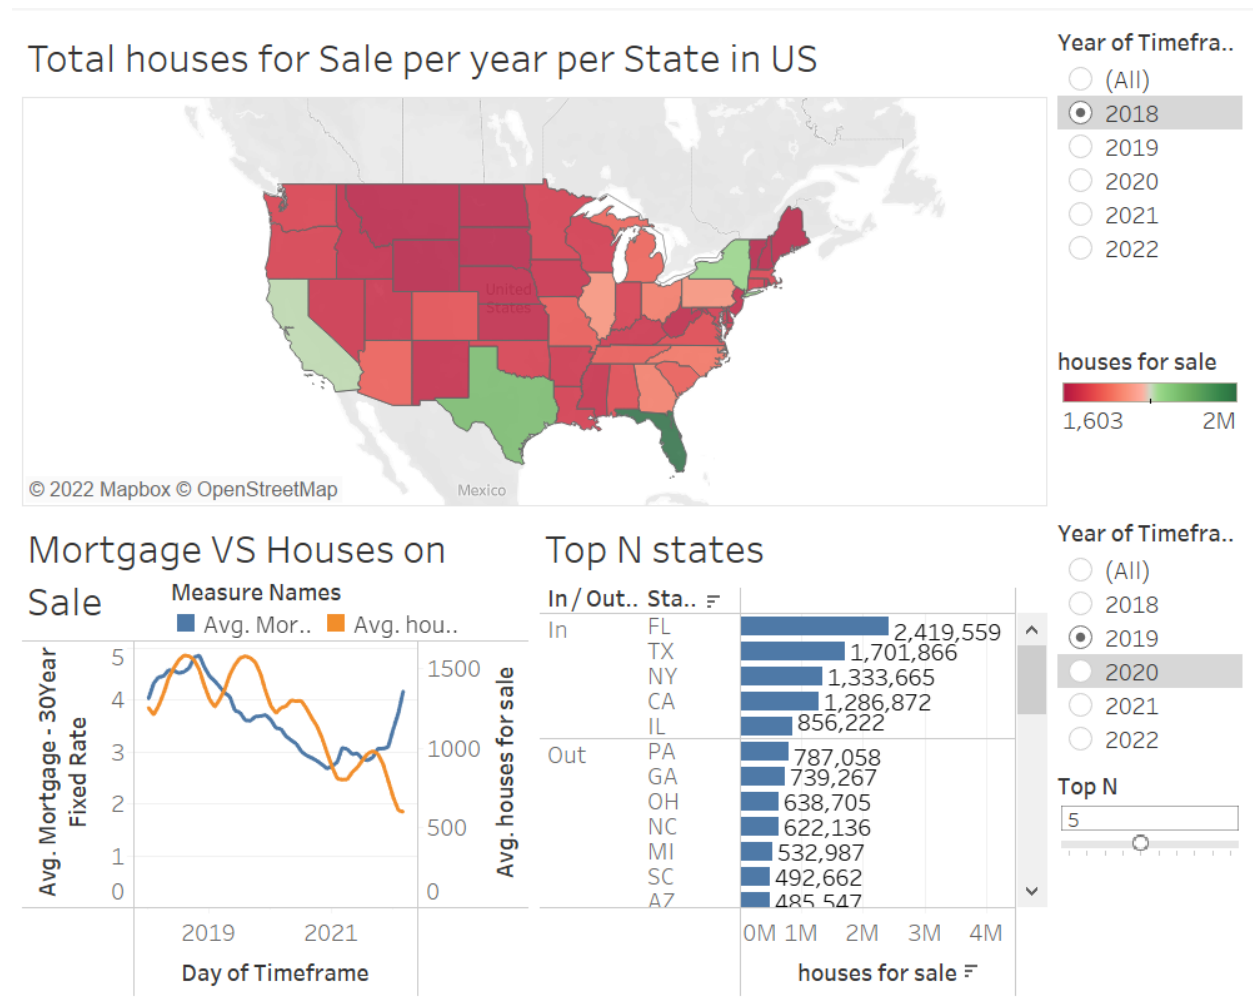 Total houses for Sale per year per State in US
Year of Timefra..
(All)
2018
2019
2020
2021
2022
United
States
houses for sale
1,603 2M
© 2022 Mapbox © OpenStreetMap
Mexico
Mortgage VS Houses on
Sale
Measure Names
Avg. Mor.. Avg. hou..
Avg. Mortgage - 30Year
Fixed Rate
5
4
3
2
1
0
1500
1000
500
0
Avg. houses for sale
2019 2021
Day of Timeframe
Top N states
In / Out.. Sta..
In FL 2,419,559
TX 1,701,866
NY 1,333,665
CA 1,286,872
IL 856,222
Out PA 787,058
GA 739,267
OH 638,705
NC 622,136
MI 532,987
SC 492,662
AZ 485,547
0M 1M 2M 3M 4M
houses for sale
Year of Timefra..
(All)
2018
2019
2020
2021
2022
Top N
5